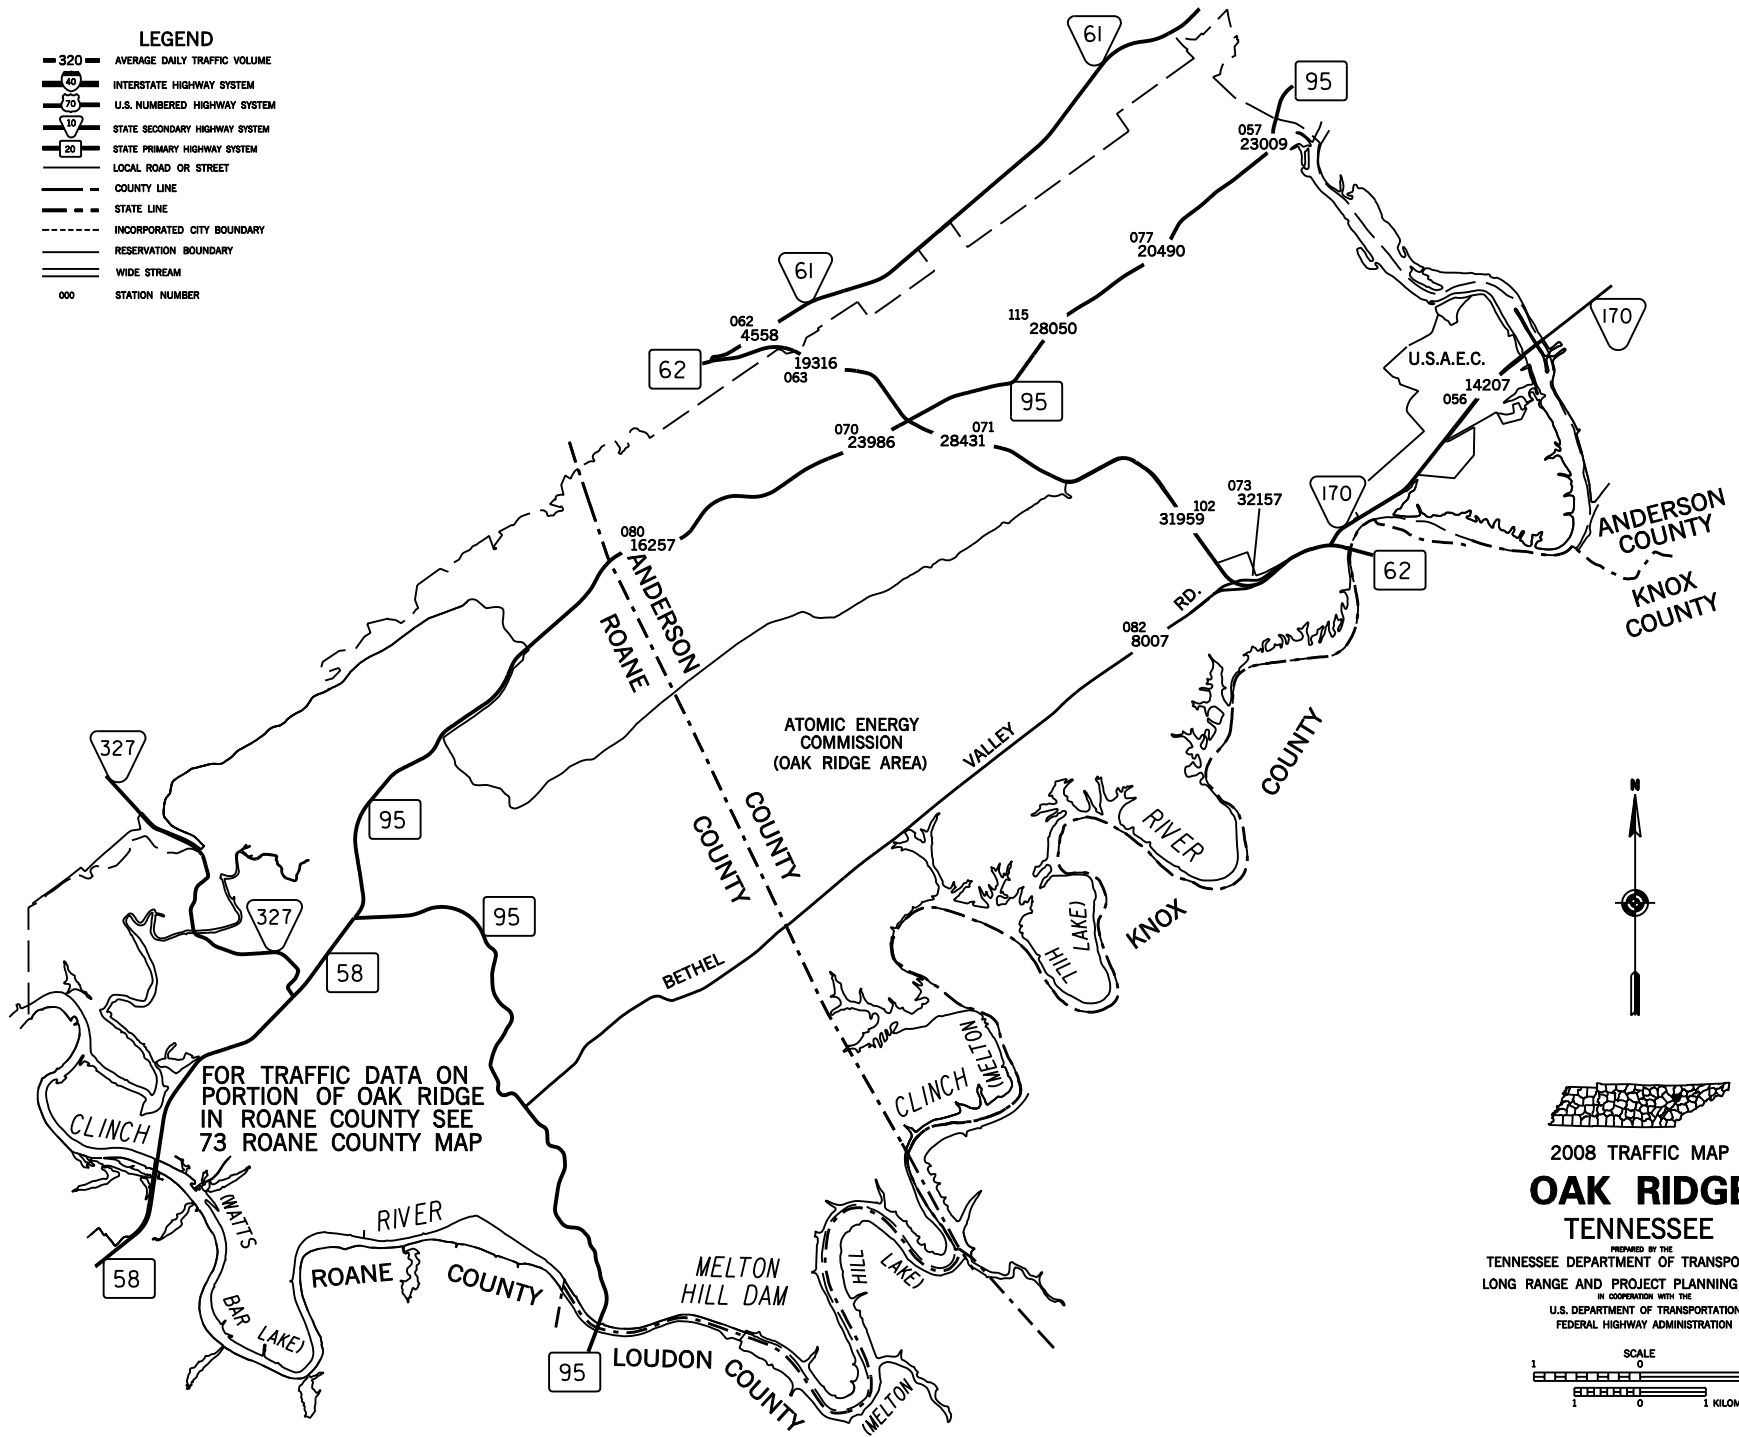 LEGEND
320 AVERAGE DAILY TRAFFIC VOLUME
40 INTERSTATE HIGHWAY SYSTEM
70 U.S. NUMBERED HIGHWAY SYSTEM
10 STATE SECONDARY HIGHWAY SYSTEM
20 STATE PRIMARY HIGHWAY SYSTEM
LOCAL ROAD OR STREET
COUNTY LINE
STATE LINE
INCORPORATED CITY BOUNDARY
RESERVATION BOUNDARY
WIDE STREAM
000 STATION NUMBER
61
95
057
23009
077
20490
61
115
28050
062
4558
62
19316
063
170
U.S.A.E.C.
14207
056
95
070
23986
071
28431
073
32157
102
31959
170
080
16257
62
ANDERSON
COUNTY
KNOX
COUNTY
ANDERSON
COUNTY
ROANE
COUNTY
082
8007
BETHEL
VALLEY
RD.
ATOMIC ENERGY
COMMISSION
(OAK RIDGE AREA)
327
95
327
95
58
KNOX
COUNTY
CLINCH
RIVER
(MELTON
HILL
LAKE)
N
FOR TRAFFIC DATA ON
PORTION OF OAK RIDGE
IN ROANE COUNTY SEE
73 ROANE COUNTY MAP
CLINCH
RIVER
(WATTS
BAR
LAKE)
58
ROANE
COUNTY
MELTON
HILL DAM
LOUDON
COUNTY
95
(MELTON
HILL
LAKE)
2008 TRAFFIC MAP
OAK RIDGE
TENNESSEE
PREPARED BY THE
TENNESSEE DEPARTMENT OF TRANSPO
LONG RANGE AND PROJECT PLANNING
IN COOPERATION WITH THE
U.S. DEPARTMENT OF TRANSPORTATION
FEDERAL HIGHWAY ADMINISTRATION
SCALE
1 0
1 0 1 KILOM